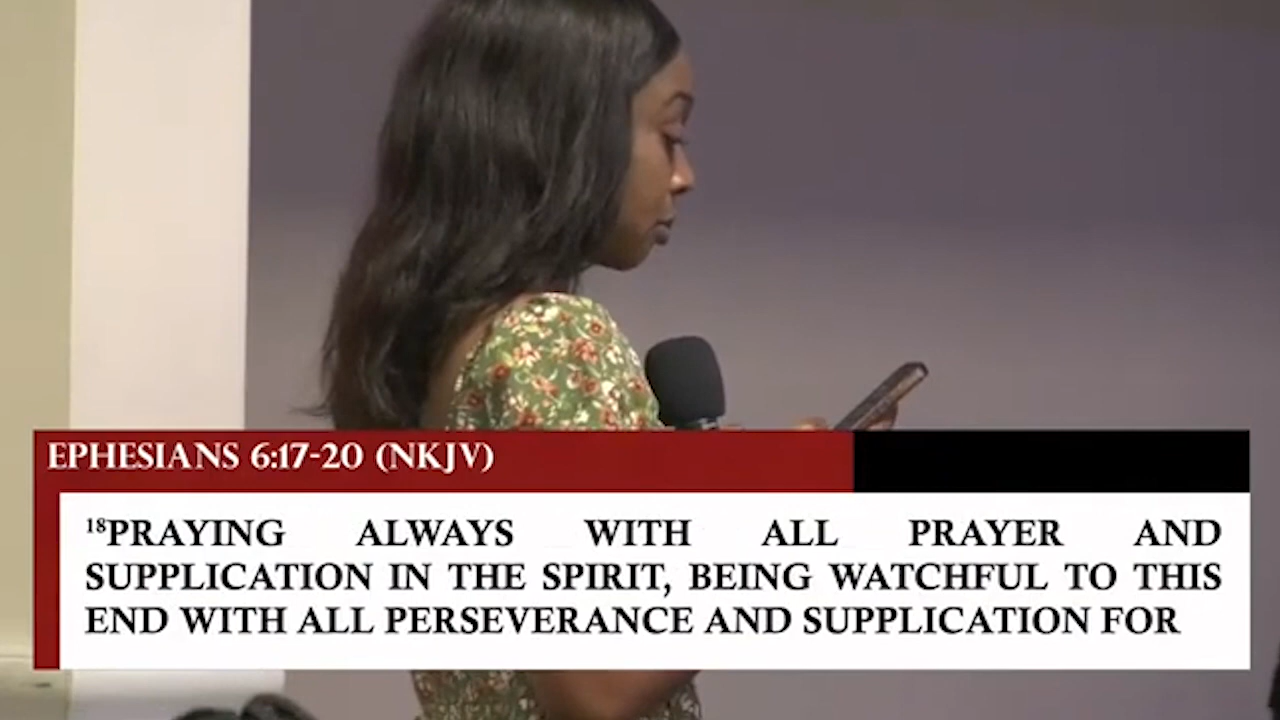 EPHESIANS 6:17-20 (NKJV)
18PRAYING ALWAYS WITH ALL PRAYER AND
SUPPLICATION IN THE SPIRIT, BEING WATCHFUL TO THIS
END WITH ALL PERSEVERANCE AND SUPPLICATION FOR